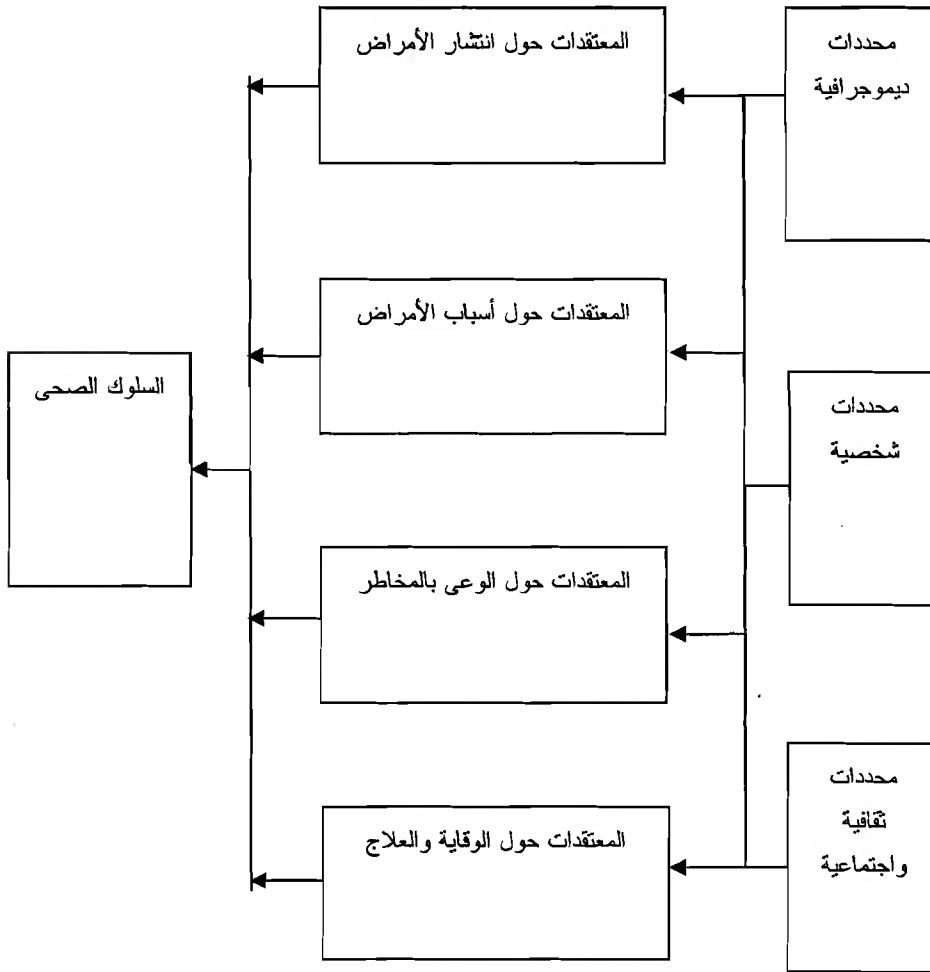 محددات
ديموجرافية
محددات
شخصية
محددات
ثقافية
واجتماعية
المعتقدات حول انتشار الأمراض
المعتقدات حول أسباب الأمراض
المعتقدات حول الوعى بالمخاطر
المعتقدات حول الوقاية والعلاج
السلوك الصحى